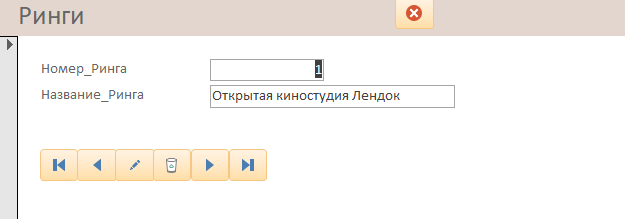 Ринги
Номер_Ринга 1
Название_Ринга Открытая киностудия Лендок